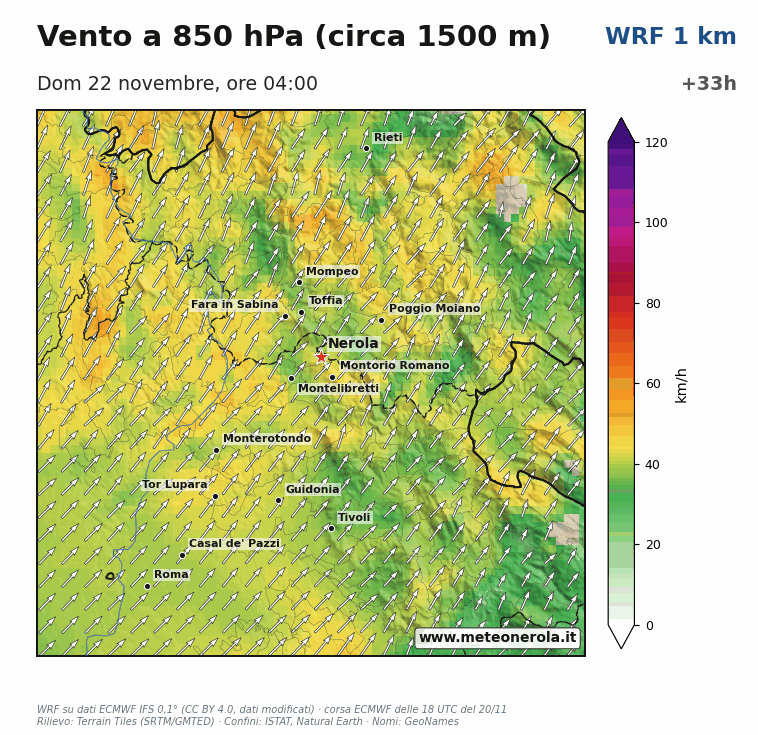 Vento a 850 hPa (circa 1500 m)
WRF 1 km
Dom 22 novembre, ore 04:00
+33h
Rieti
Mompeo
Fara in Sabina
Toffia
Poggio Moiano
Nerola
Montorio Romano
Montelibretti
Monterotondo
Tor Lupara
Guidonia
Tivoli
Casal de' Pazzi
Roma
www.meteonerola.it
120
100
80
60
40
20
0
km/h
WRF su dati ECMWF IFS 0,1° (CC BY 4.0, dati modificati) · corsa ECMWF delle 18 UTC del 20/11
Rilievo: Terrain Tiles (SRTM/GMTED) · Confini: ISTAT, Natural Earth · Nomi: GeoNames